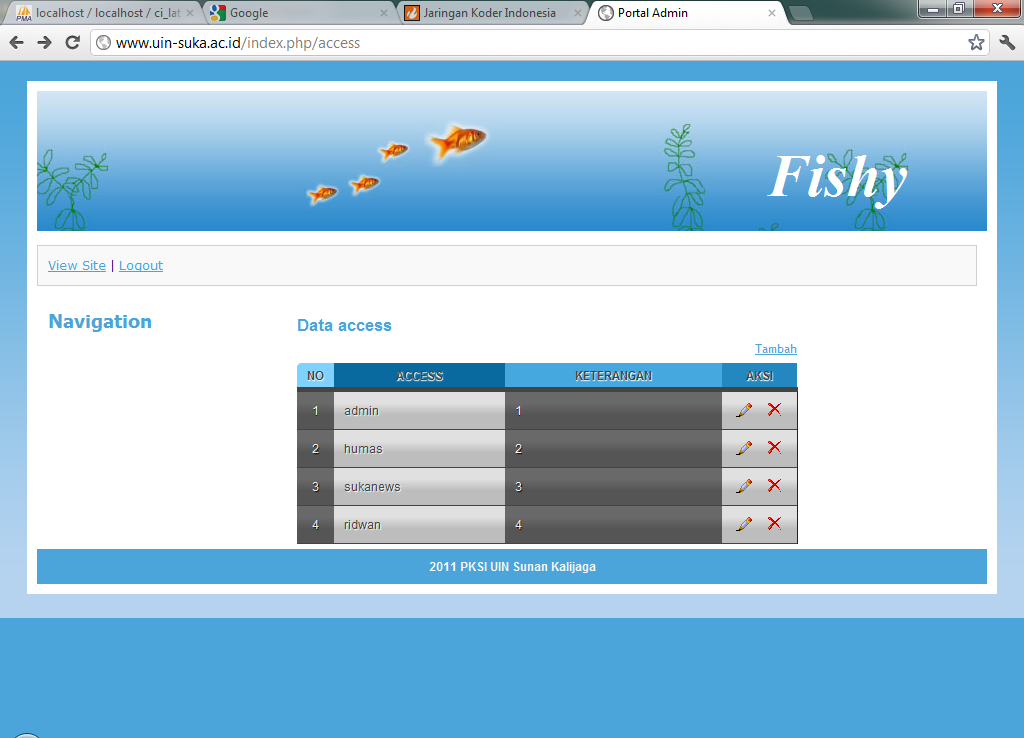 localhost / localhost / ci_lat
Google
Jaringan Koder Indonesia
Portal Admin
www.uin-suka.ac.id/index.php/access
Fishy
View Site | Logout
Navigation
Data access
Tambah
NO ACCESS KETERANGAN AKSI
1 admin 1
2 humas 2
3 sukanews 3
4 ridwan 4
2011 PKSI UIN Sunan Kalijaga